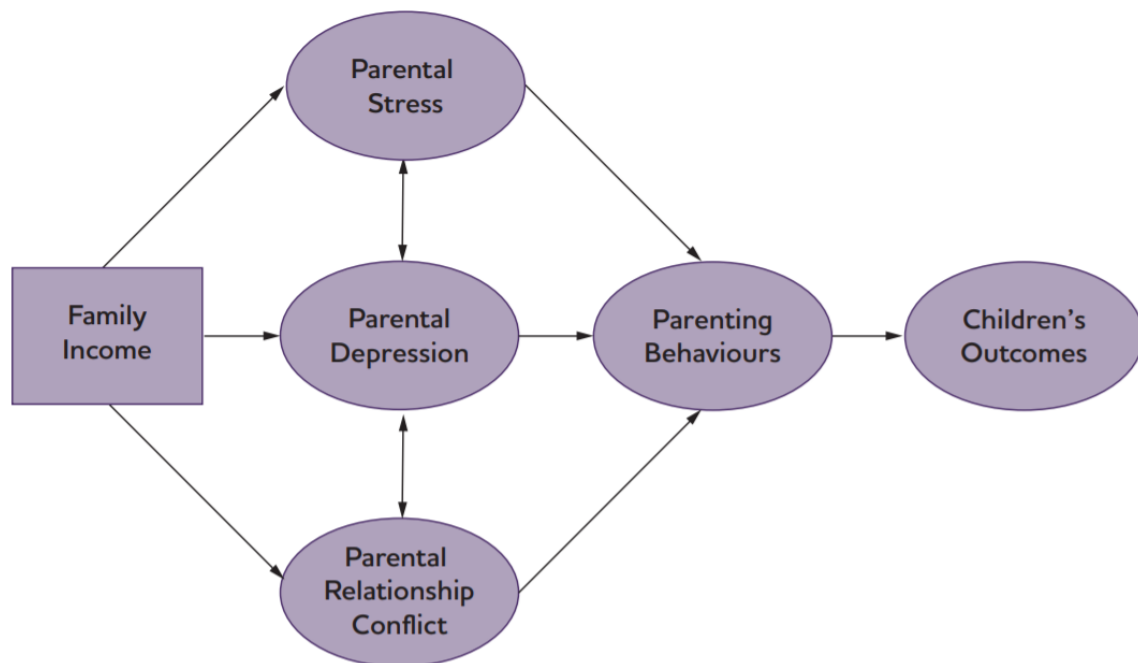 Parental
Stress
Family
Income
Parental
Depression
Parenting
Behaviours
Children's
Outcomes
Parental
Relationship
Conflict